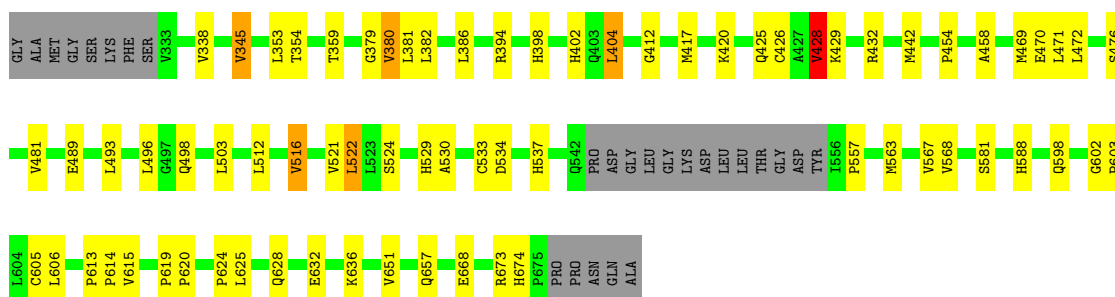 GLY ALA MET GLY SER LYS PHE SER V333 V338 V345 L353 T354 T359 G379 V380 L381 L382 L386 R394 H398 H402 Q403 L404 G412 M417 K420 Q425 C426 A427 V428 K429 R432 M442 P454 A458 M469 E470 L471 L472
V481 E489 L493 L496 G497 Q498 L503 L512 V516 V521 L522 L523 S524 H529 A530 C533 D534 H537 Q542 PRO ASP GLY LEU GLY LYS ASP LEU LEU THR GLY ASP TYR I556 P557 M563 V567 V568 S581 H588 Q598 G602
L604 C605 L606 P613 P614 V615 P619 P620 P624 L625 Q628 E632 K636 V651 Q657 E668 R673 H674 P675 PRO PRO ASN GLN ALA